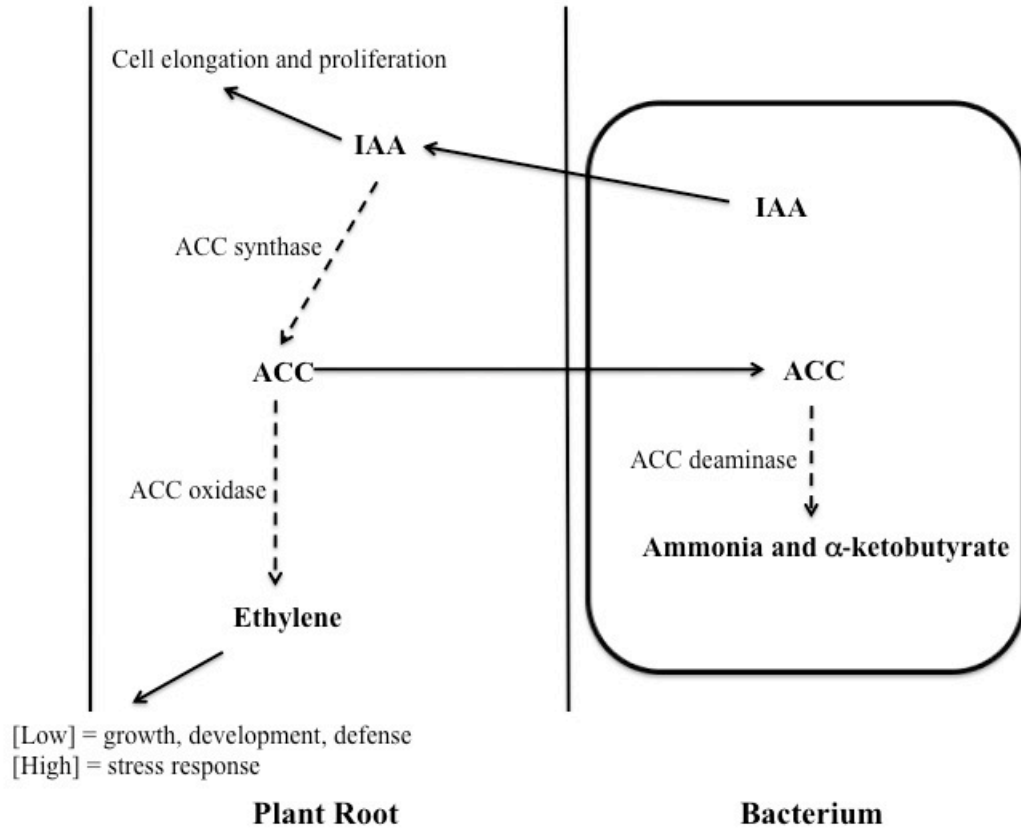 Cell elongation and proliferation
IAA
IAA
ACC synthase
ACC
ACC
ACC deaminase
ACC oxidase
Ammonia and α-ketobutyrate
Ethylene
[Low] = growth, development, defense
[High] = stress response
Plant Root
Bacterium